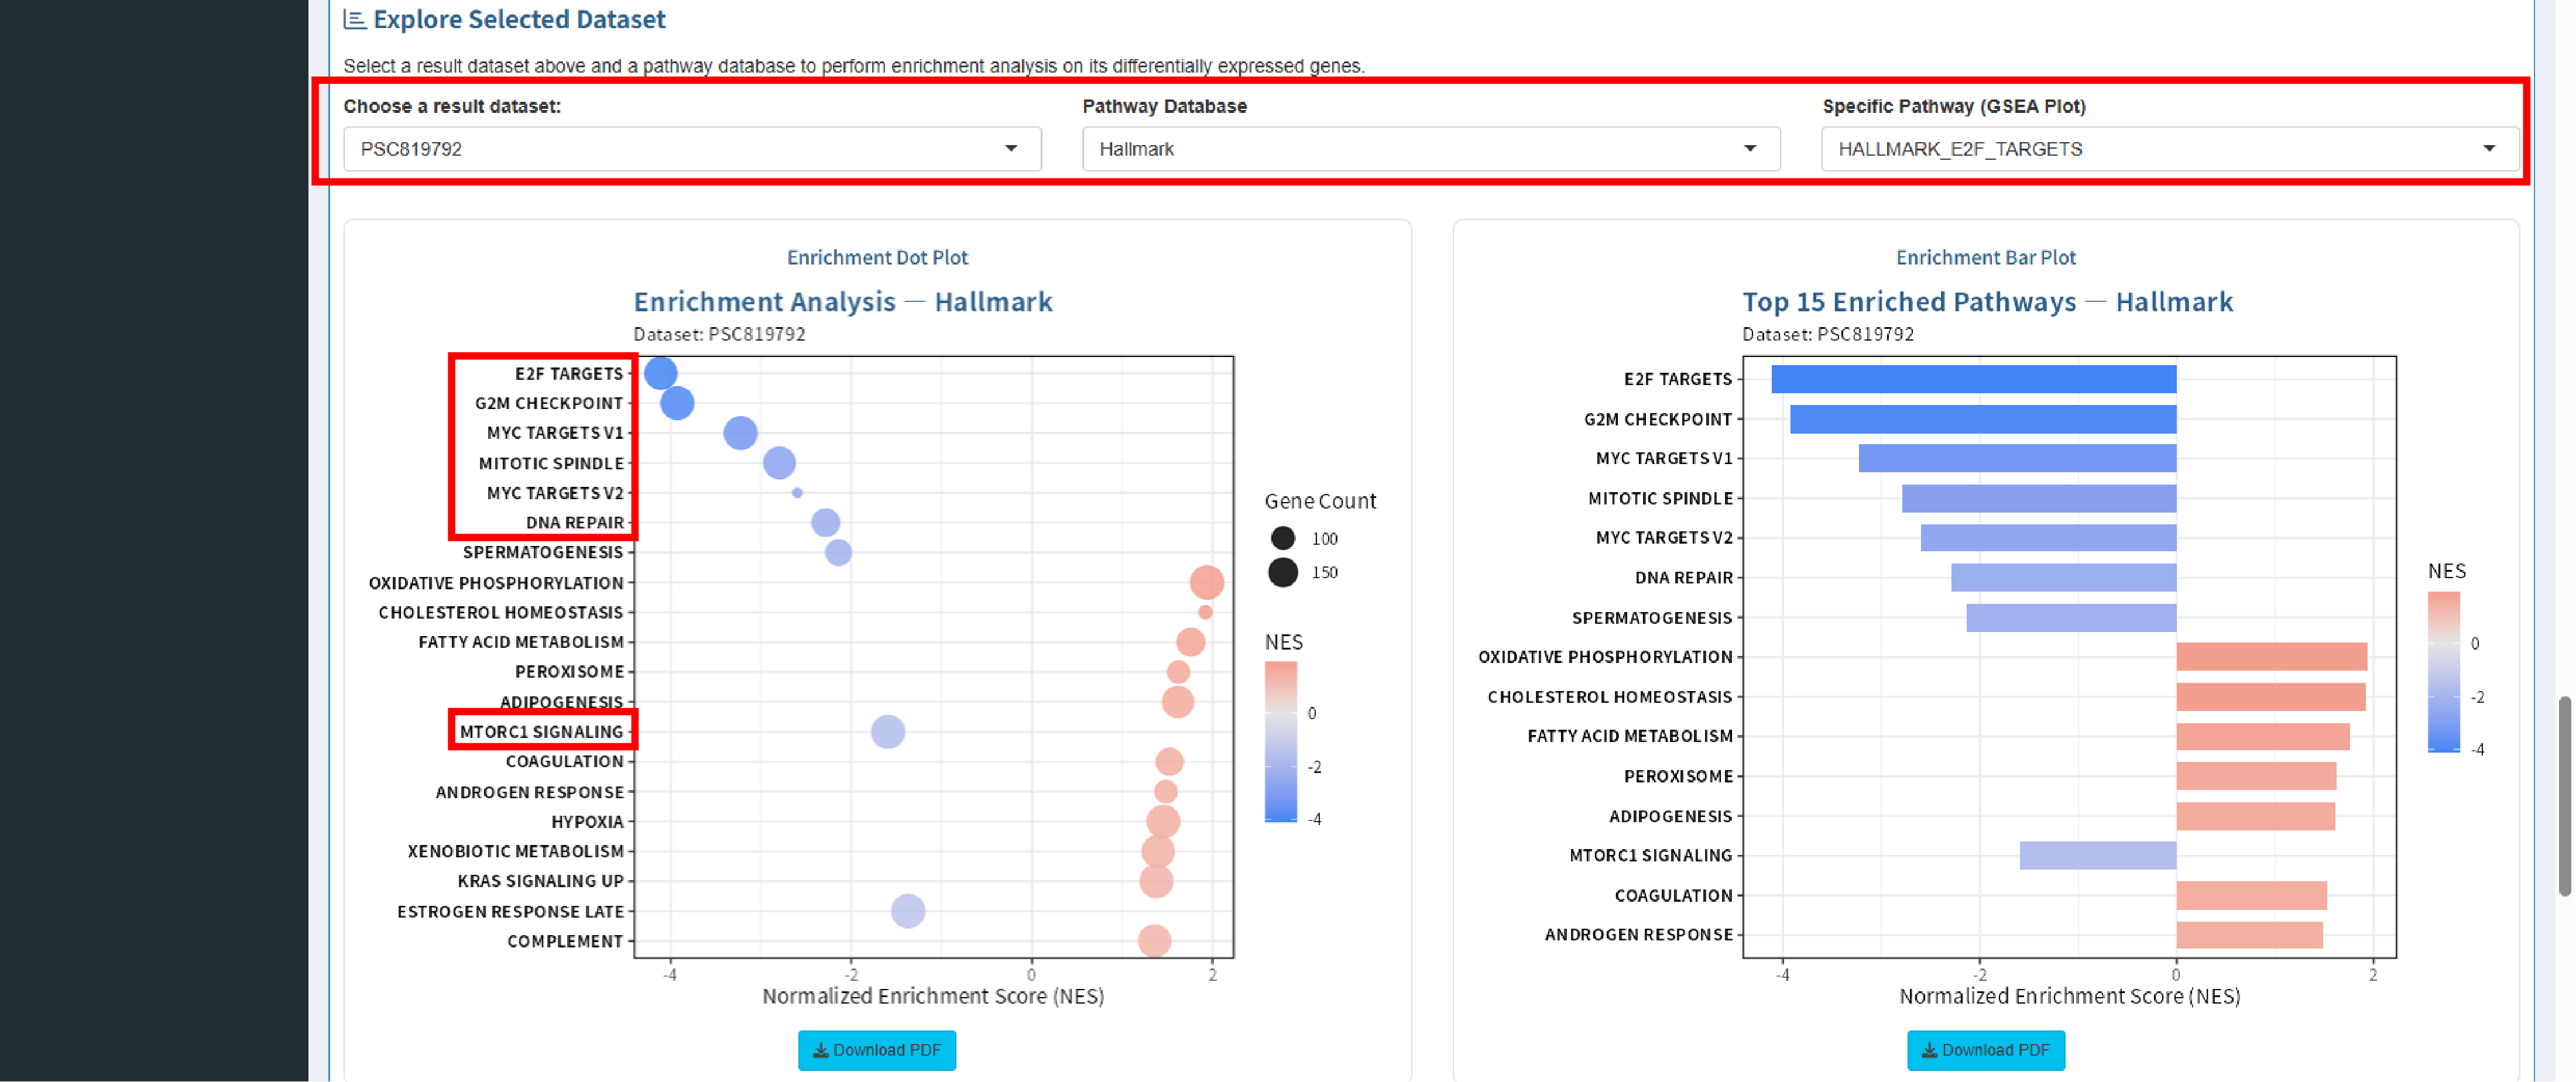 Explore Selected Dataset
Select a result dataset above and a pathway database to perform enrichment analysis on its differentially expressed genes.
Choose a result dataset:
PSC819792
Pathway Database
Hallmark
Specific Pathway (GSEA Plot)
HALLMARK_E2F_TARGETS
Enrichment Dot Plot
Enrichment Analysis — Hallmark
Dataset: PSC819792
E2F TARGETS
G2M CHECKPOINT
MYC TARGETS V1
MITOTIC SPINDLE
MYC TARGETS V2
DNA REPAIR
SPERMATOGENESIS
OXIDATIVE PHOSPHORYLATION
CHOLESTEROL HOMEOSTASIS
FATTY ACID METABOLISM
PEROXISOME
ADIPOGENESIS
MTORC1 SIGNALING
COAGULATION
ANDROGEN RESPONSE
HYPOXIA
XENOBIOTIC METABOLISM
KRAS SIGNALING UP
ESTROGEN RESPONSE LATE
COMPLEMENT
-4 -2 0 2
Normalized Enrichment Score (NES)
Gene Count
100
150
NES
0
-2
-4
Download PDF
Enrichment Bar Plot
Top 15 Enriched Pathways — Hallmark
Dataset: PSC819792
E2F TARGETS
G2M CHECKPOINT
MYC TARGETS V1
MITOTIC SPINDLE
MYC TARGETS V2
DNA REPAIR
SPERMATOGENESIS
OXIDATIVE PHOSPHORYLATION
CHOLESTEROL HOMEOSTASIS
FATTY ACID METABOLISM
PEROXISOME
ADIPOGENESIS
MTORC1 SIGNALING
COAGULATION
ANDROGEN RESPONSE
-4 -2 0 2
Normalized Enrichment Score (NES)
NES
0
-2
-4
Download PDF